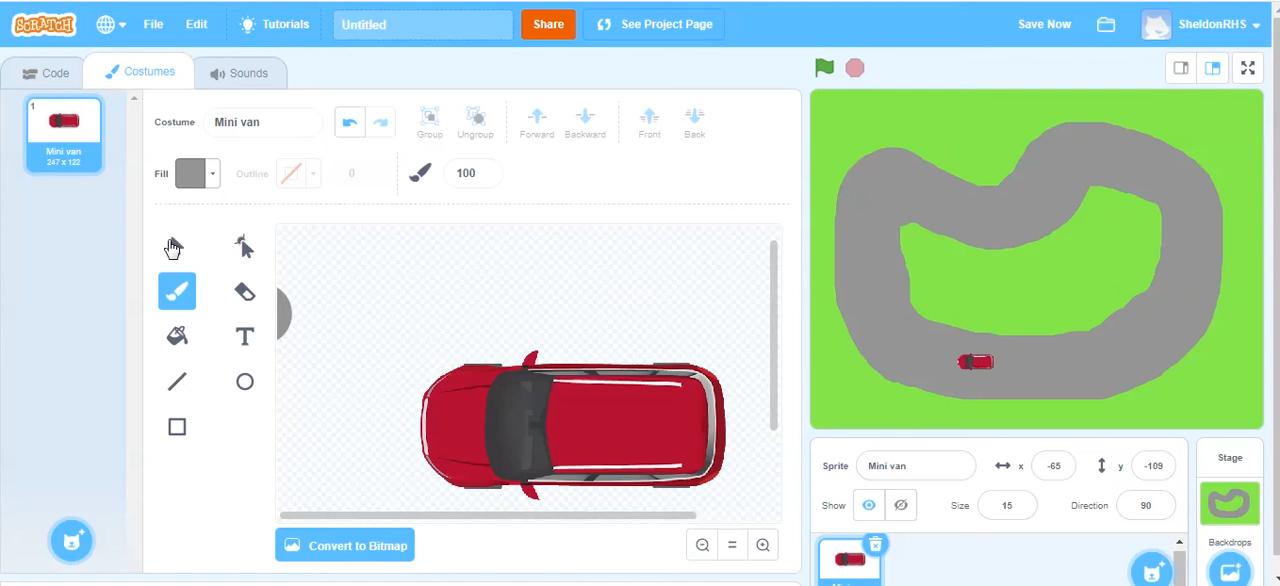 SCRATCH File Edit Tutorials Untitled Share See Project Page Save Now SheldonRHS
Code Costumes Sounds
1
Mini van
247 x 122
Costume Mini van Group Ungroup Forward Backward Front Back
Fill Outline 0 100
T
Convert to Bitmap
Sprite Mini van x -65 y -109
Show Size 15 Direction 90
Stage
Backdrops